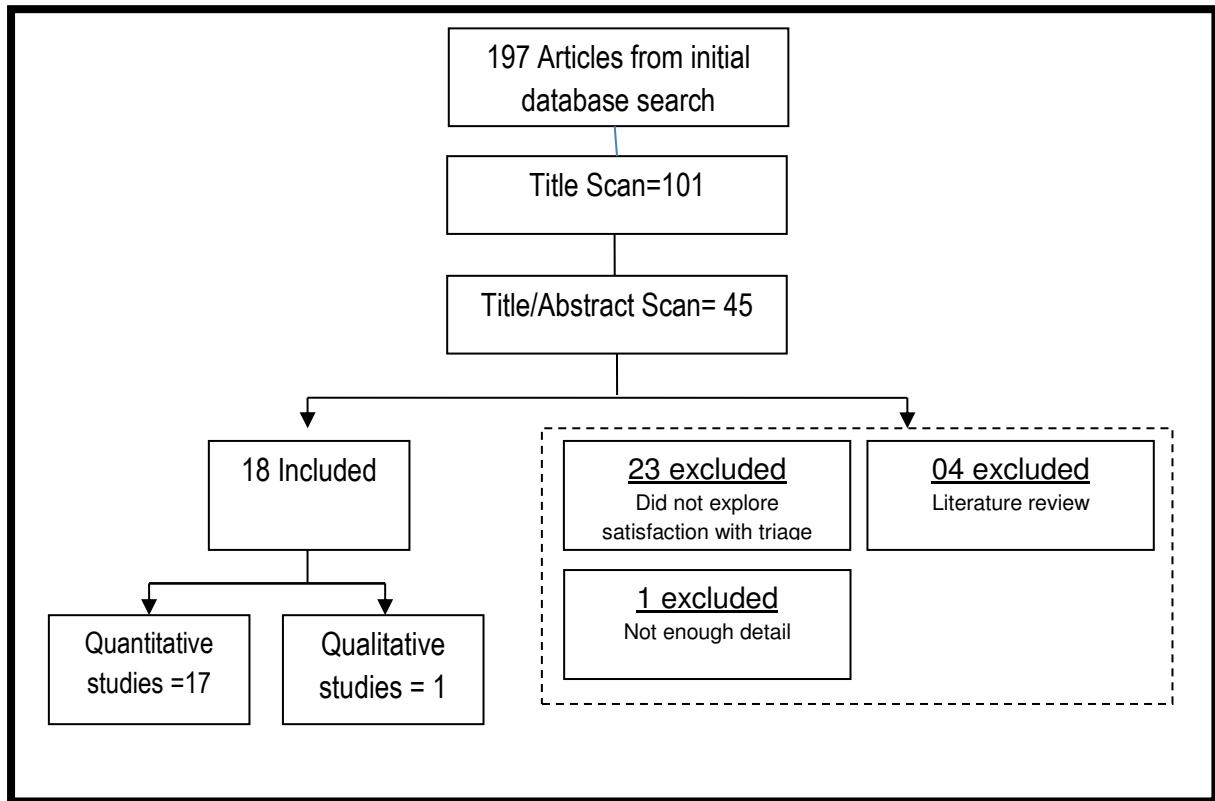 197 Articles from initial
database search
Title Scan=101
Title/Abstract Scan= 45
18 Included
23 excluded
Did not explore
satisfaction with triage
04 excluded
Literature review
1 excluded
Not enough detail
Quantitative
studies =17
Qualitative
studies = 1